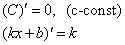 (C)' = 0, (c-const)
(kx + b)' = k